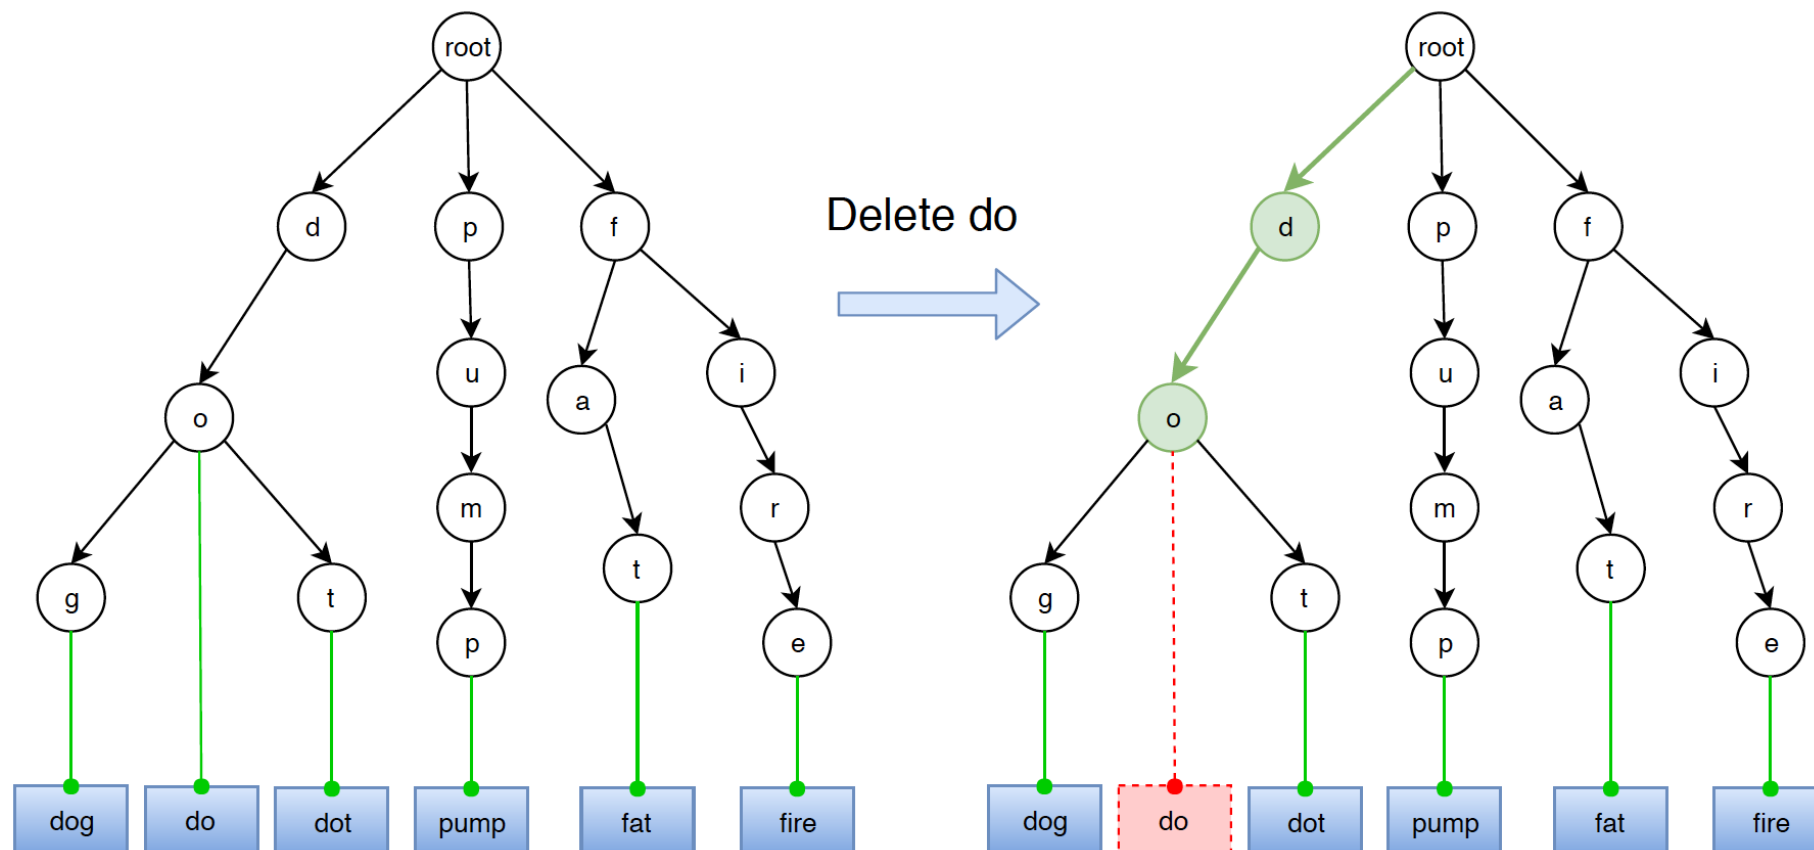 root
root
d
p
f
Delete do
d
p
f
u
i
u
i
a
a
o
o
m
r
m
r
t
t
g
t
g
t
p
e
p
e
dog
do
dot
pump
fat
fire
dog
do
dot
pump
fat
fire